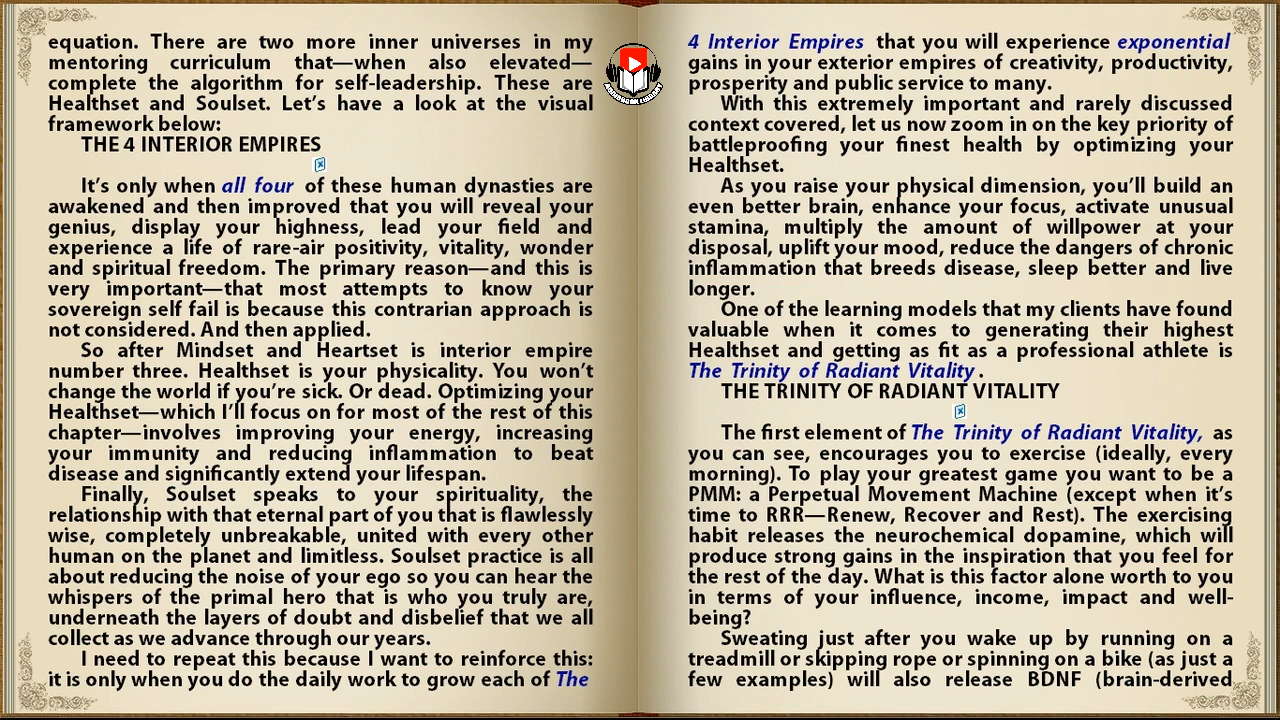 equation. There are two more inner universes in my
mentoring curriculum that—when also elevated—
complete the algorithm for self-leadership. These are
Healthset and Soulset. Let's have a look at the visual
framework below:
THE 4 INTERIOR EMPIRES
It's only when all four of these human dynasties are
awakened and then improved that you will reveal your
genius, display your highness, lead your field and
experience a life of rare-air positivity, vitality, wonder
and spiritual freedom. The primary reason—and this is
very important—that most attempts to know your
sovereign self fail is because this contrarian approach is
not considered. And then applied.
So after Mindset and Heartset is interior empire
number three. Healthset is your physicality. You won't
change the world if you're sick. Or dead. Optimizing your
Healthset—which I'll focus on for most of the rest of this
chapter—involves improving your energy, increasing
your immunity and reducing inflammation to beat
disease and significantly extend your lifespan.
Finally, Soulset speaks to your spirituality, the
relationship with that eternal part of you that is flawlessly
wise, completely unbreakable, united with every other
human on the planet and limitless. Soulset practice is all
about reducing the noise of your ego so you can hear the
whispers of the primal hero that is who you truly are,
underneath the layers of doubt and disbelief that we all
collect as we advance through our years.
I need to repeat this because I want to reinforce this:
it is only when you do the daily work to grow each of The
4 Interior Empires that you will experience exponential
gains in your exterior empires of creativity, productivity,
prosperity and public service to many.
With this extremely important and rarely discussed
context covered, let us now zoom in on the key priority of
battleproofing your finest health by optimizing your
Healthset.
As you raise your physical dimension, you'll build an
even better brain, enhance your focus, activate unusual
stamina, multiply the amount of willpower at your
disposal, uplift your mood, reduce the dangers of chronic
inflammation that breeds disease, sleep better and live
longer.
One of the learning models that my clients have found
valuable when it comes to generating their highest
Healthset and getting as fit as a professional athlete is
The Trinity of Radiant Vitality.
THE TRINITY OF RADIANT VITALITY
The first element of The Trinity of Radiant Vitality, as
you can see, encourages you to exercise (ideally, every
morning). To play your greatest game you want to be a
PMM: a Perpetual Movement Machine (except when it's
time to RRR—Renew, Recover and Rest). The exercising
habit releases the neurochemical dopamine, which will
produce strong gains in the inspiration that you feel for
the rest of the day. What is this factor alone worth to you
in terms of your influence, income, impact and well-
being?
Sweating just after you wake up by running on a
treadmill or skipping rope or spinning on a bike (as just a
few examples) will also release BDNF (brain-derived